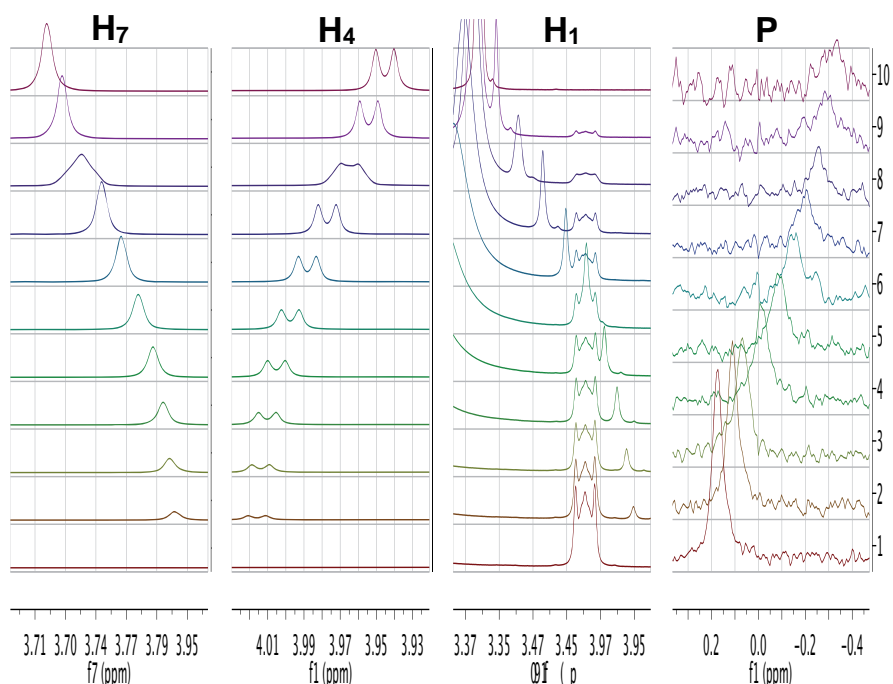 H₇ H₄ H₁ P
-10
-9
-8
-7
-6
-5
-4
-3
-2
-1
3.71 3.70 3.74 3.77 3.79 3.95
4.01 3.99 3.97 3.95 3.93
3.37 3.35 3.47 3.45 3.97 3.95
0.2 0.0 -0.2 -0.4
f7 (ppm) f1 (ppm) ( p f1 (ppm)